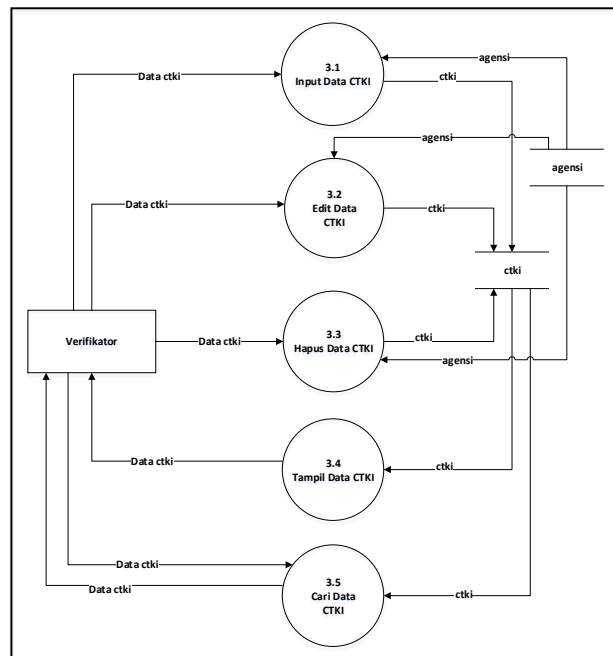 3.1
Input Data CTKI
agensi
Data ctki
ctki
agensi
3.2
Edit Data
CTKI
agensi
Data ctki
ctki
ctki
Verifikator
Data ctki
3.3
Hapus Data CTKI
ctki
agensi
3.4
Tampil Data CTKI
Data ctki
ctki
Data ctki
Data ctki
3.5
Cari Data
CTKI
ctki